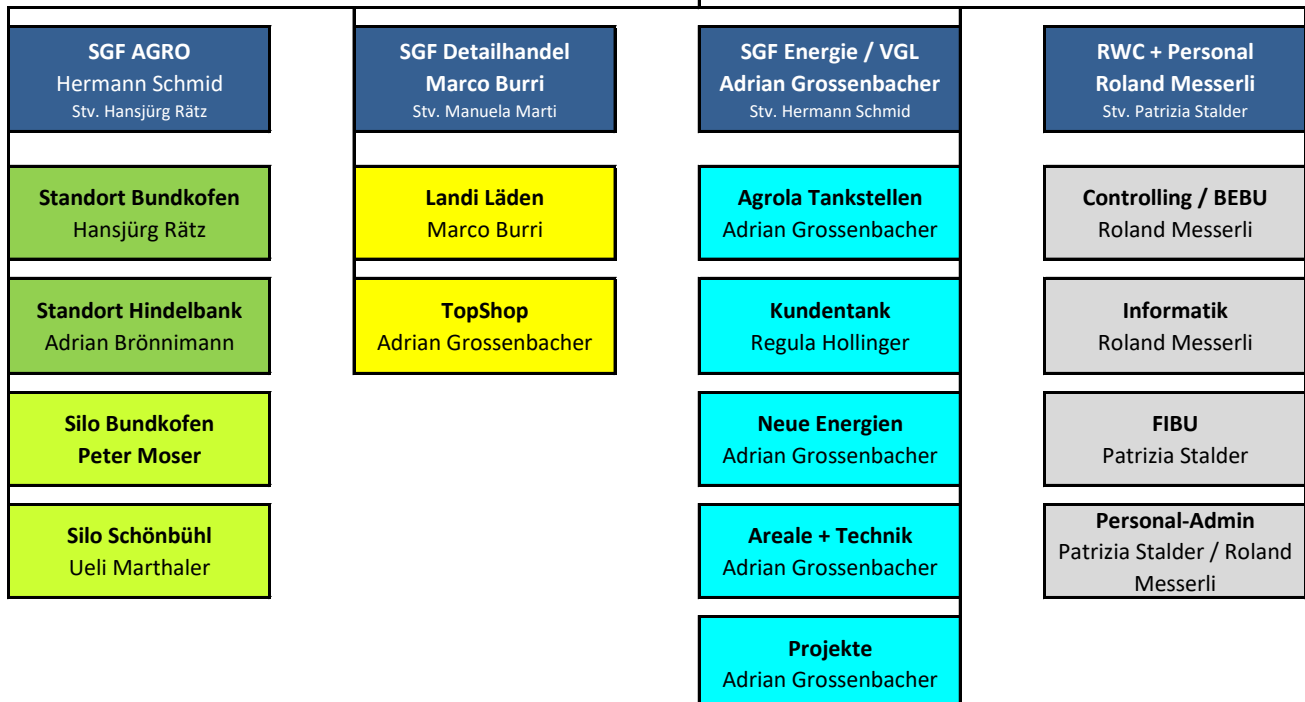 SGF AGRO
Hermann Schmid
Stv. Hansjürg Rätz
SGF Detailhandel
Marco Burri
Stv. Manuela Marti
SGF Energie / VGL
Adrian Grossenbacher
Stv. Hermann Schmid
RWC + Personal
Roland Messerli
Stv. Patrizia Stalder
Standort Bundkofen
Hansjürg Rätz
Landi Läden
Marco Burri
Agrola Tankstellen
Adrian Grossenbacher
Controlling / BEBU
Roland Messerli
Standort Hindelbank
Adrian Brönnimann
TopShop
Adrian Grossenbacher
Kundentank
Regula Hollinger
Informatik
Roland Messerli
Silo Bundkofen
Peter Moser
Neue Energien
Adrian Grossenbacher
FIBU
Patrizia Stalder
Silo Schönbühl
Ueli Marthaler
Areale + Technik
Adrian Grossenbacher
Personal-Admin
Patrizia Stalder / Roland
Messerli
Projekte
Adrian Grossenbacher